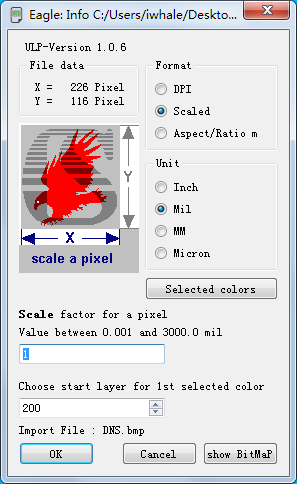 Eagle: Info C:/Users/iwhale/Deskto...
ULP-Version 1.0.6
File data
X = 226 Pixel
Y = 116 Pixel
Format
DPI
Scaled
Aspect/Ratio m
Y
X
scale a pixel
Unit
Inch
Mil
MM
Micron
Selected colors
Scale factor for a pixel
Value between 0.001 and 3000.0 mil
1
Choose start layer for 1st selected color
200
Import File : DNS.bmp
OK
Cancel
show BitMaP